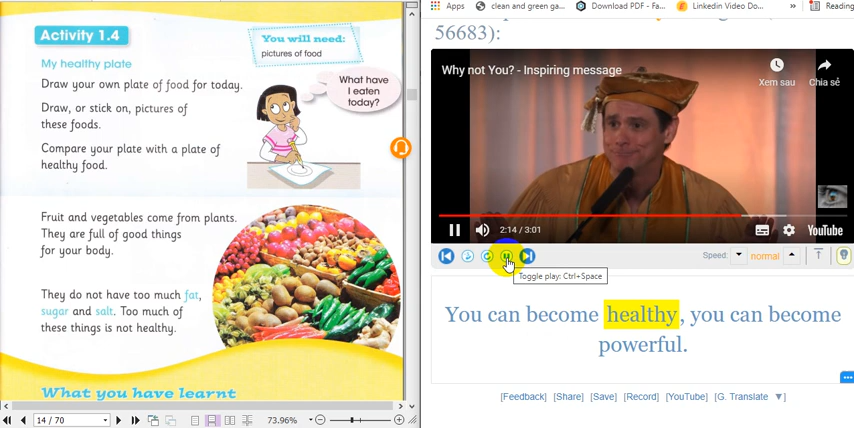 Activity 1.4
You will need:
pictures of food
My healthy plate
Draw your own plate of food for today.
Draw, or stick on, pictures of
these foods.
Compare your plate with a plate of
healthy food.
What have
I eaten
today?
Fruit and vegetables come from plants.
They are full of good things
for your body.
They do not have too much fat,
sugar and salt. Too much of
these things is not healthy.
What you have learnt
14 / 70
73.96%
Apps
clean and green ga...
Download PDF - Fa...
Linkedin Video Do...
»
Reading
56683):
Why not You? - Inspiring message
Xem sau
Chia sẻ
2:14 / 3:01
YouTube
Speed:
normal
Toggle play: Ctrl+Space
You can become healthy, you can become
powerful.
[Feedback] [Share] [Save] [Record] [YouTube] [G. Translate ▼]